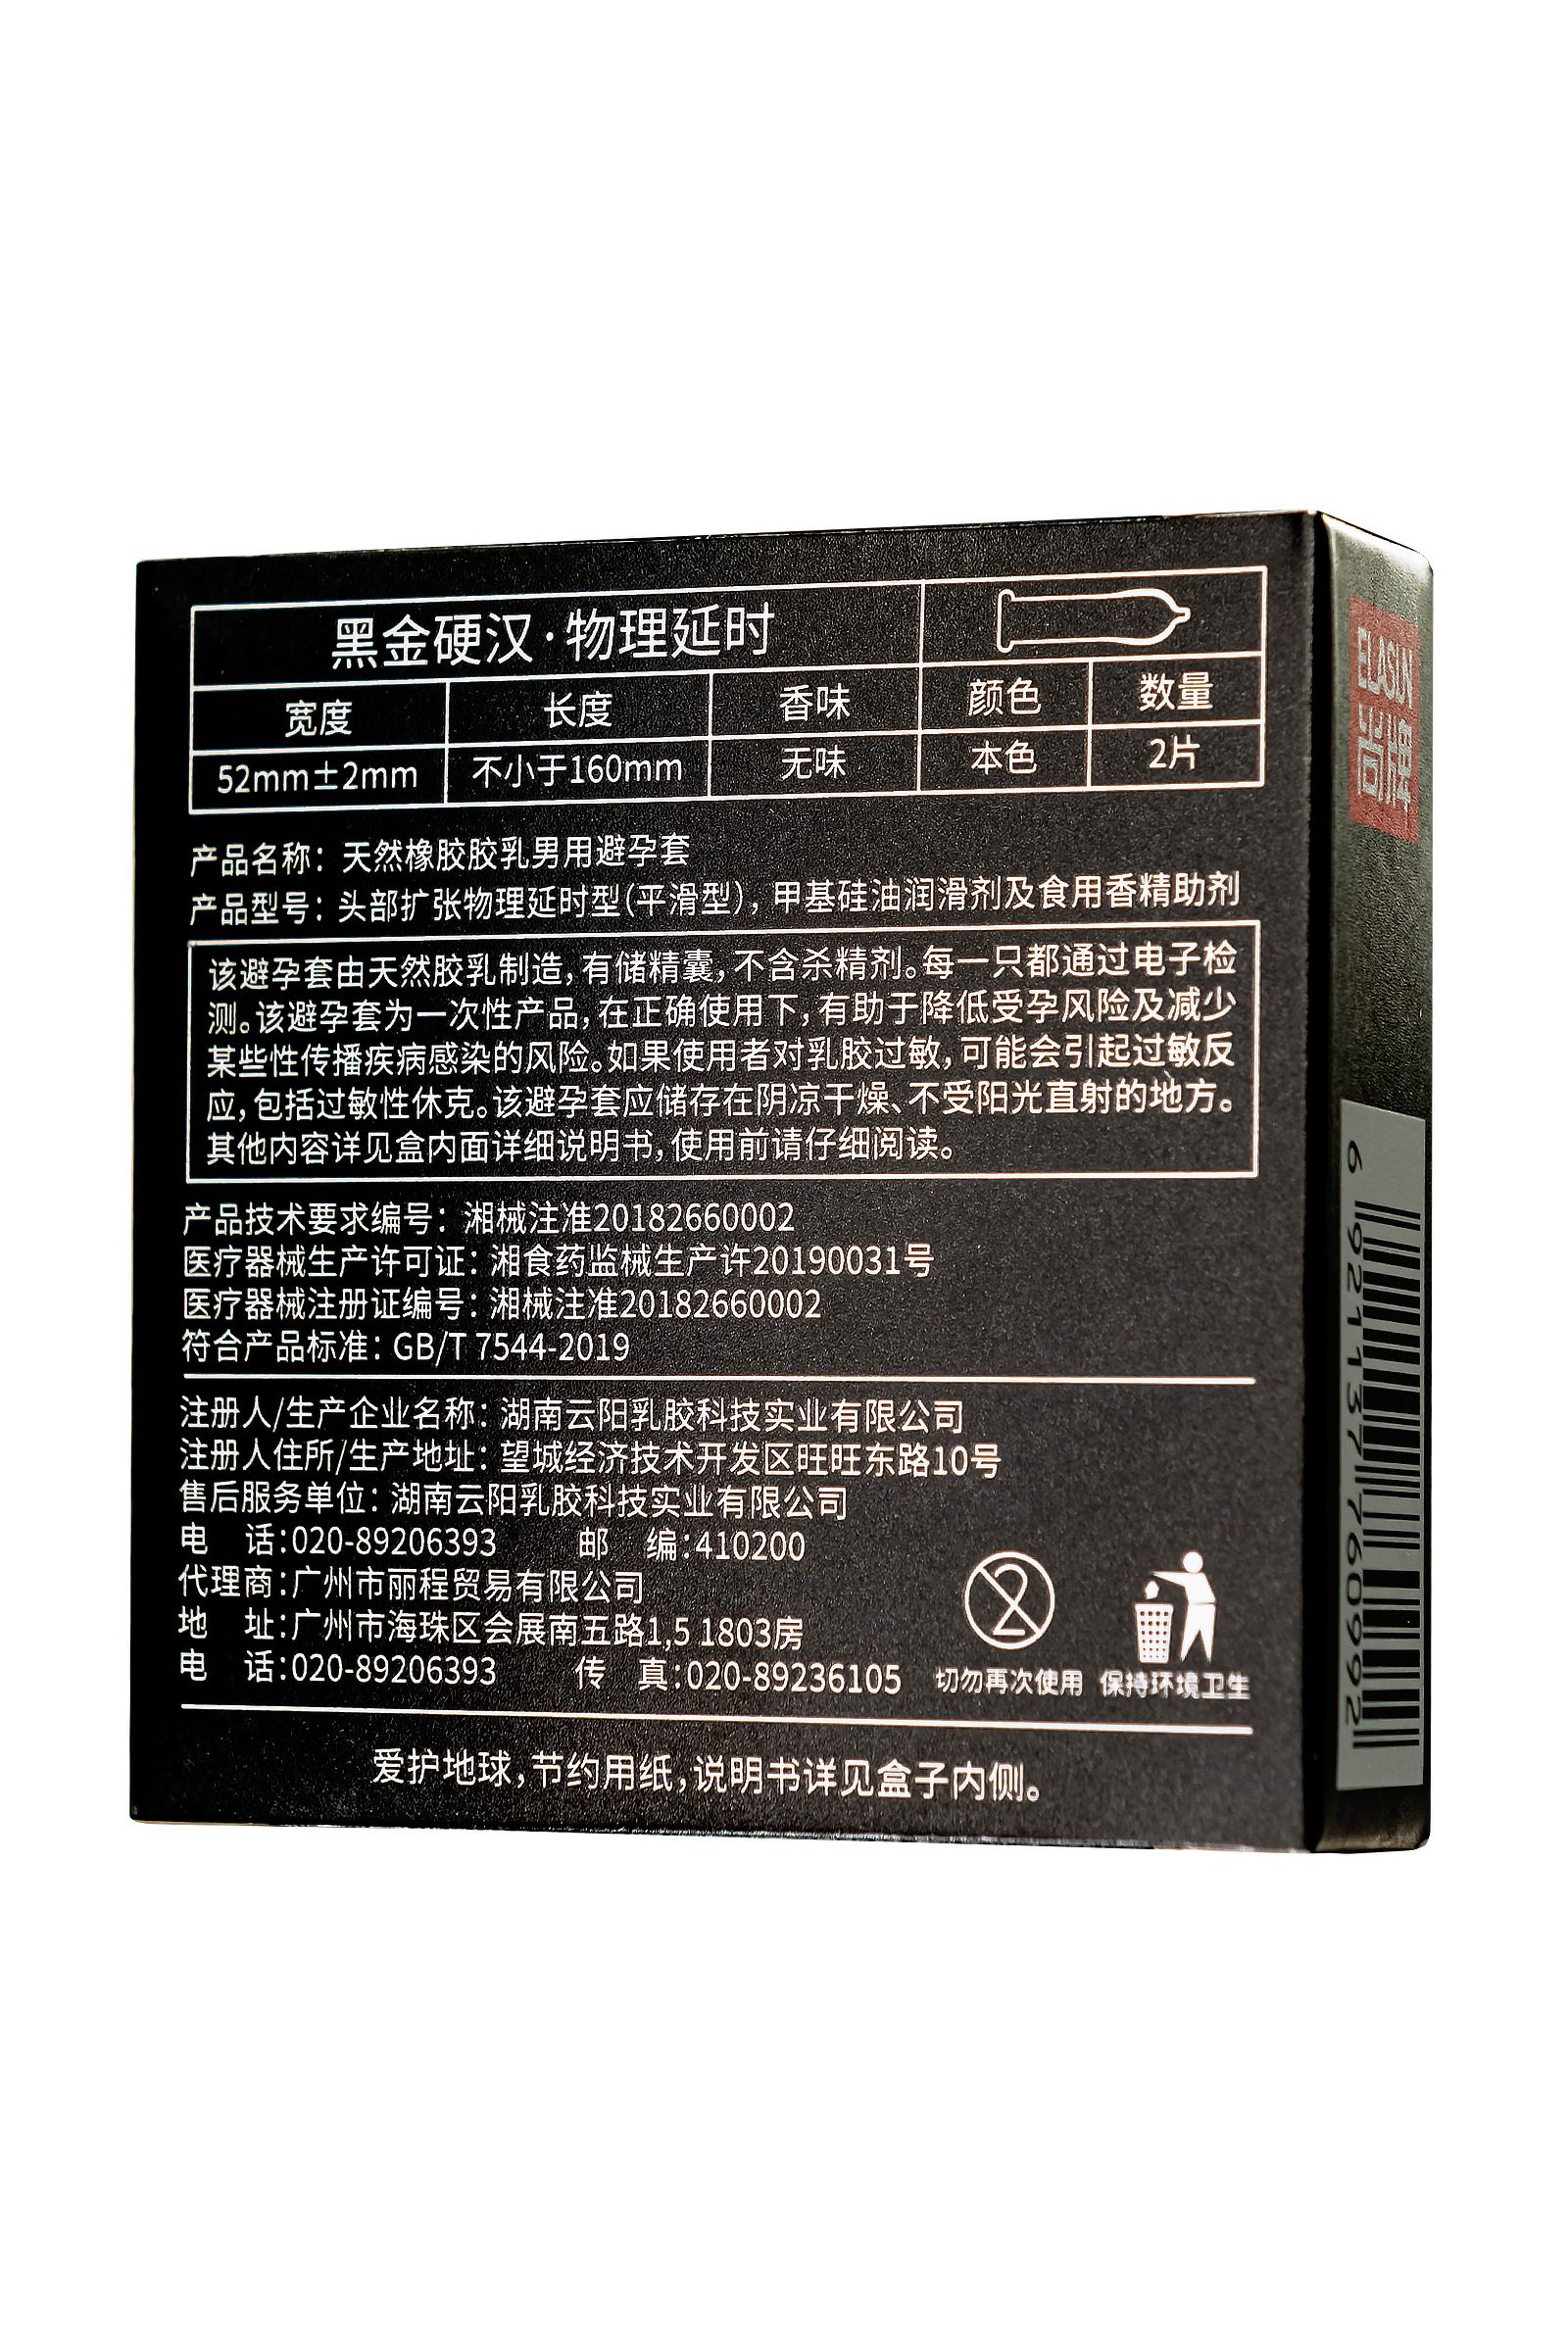 黑金硬汉·物理延时
宽度 长度 香味 颜色 数量
52mm±2mm 不小于160mm 无味 本色 2片
产品名称：天然橡胶胶乳男用避孕套
产品型号：头部扩张物理延时型(平滑型)，甲基硅油润滑剂及食用香精助剂
该避孕套由天然胶乳制造，有储精囊，不含杀精剂。每一只都通过电子检
测。该避孕套为一次性产品，在正确使用下，有助于降低受孕风险及减少
某些性传播疾病感染的风险。如果使用者对乳胶过敏，可能会引起过敏反
应，包括过敏性休克。该避孕套应储存在阴凉干燥、不受阳光直射的地方。
其他内容详见盒内面详细说明书，使用前请仔细阅读。
产品技术要求编号：湘械注准20182660002
医疗器械生产许可证：湘食药监械生产许20190031号
医疗器械注册证编号：湘械注准20182660002
符合产品标准：GB/T 7544-2019
注册人/生产企业名称：湖南云阳乳胶科技实业有限公司
注册人住所/生产地址：望城经济技术开发区旺旺东路10号
售后服务单位：湖南云阳乳胶科技实业有限公司
电 话：020-89206393 邮 编：410200
代理商：广州市丽程贸易有限公司
地 址：广州市海珠区会展南五路1,5 1803房
电 话：020-89206393 传 真：020-89236105
2
切勿再次使用 保持环境卫生
爱护地球，节约用纸，说明书详见盒子内侧。
ELASUN
尚牌
6 921137 760992